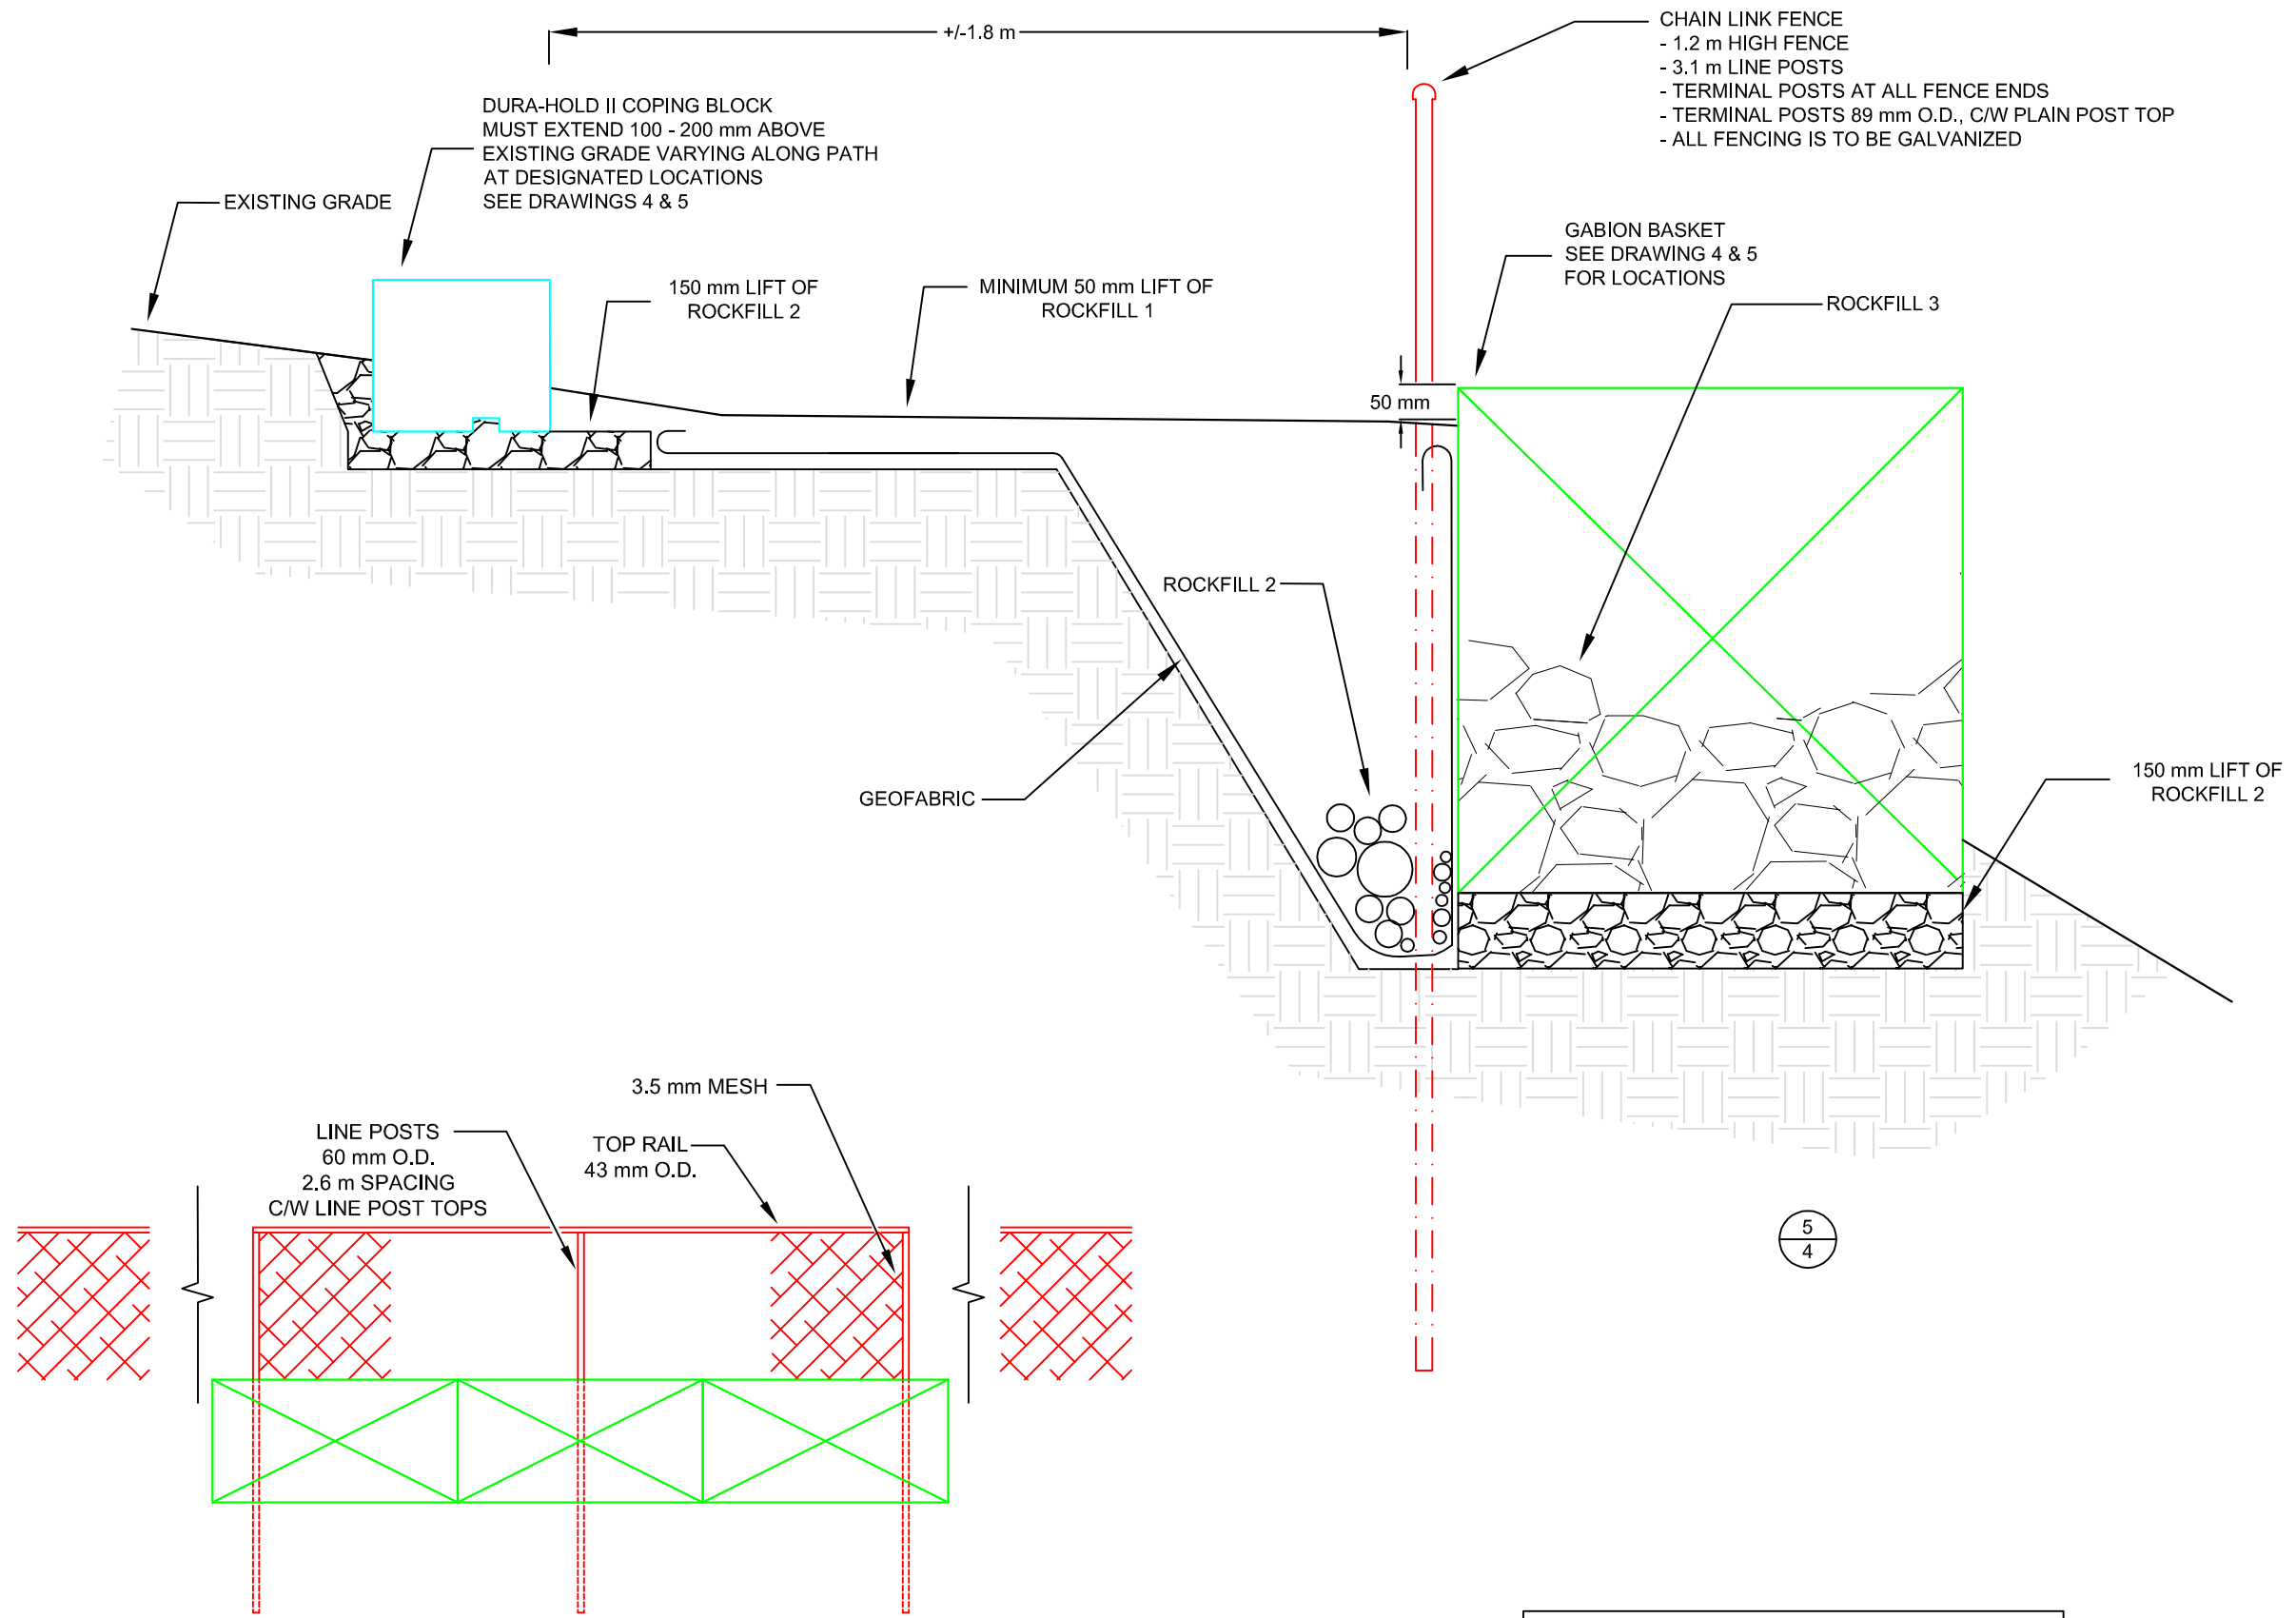 +/-1.8 m
CHAIN LINK FENCE
- 1.2 m HIGH FENCE
- 3.1 m LINE POSTS
- TERMINAL POSTS AT ALL FENCE ENDS
- TERMINAL POSTS 89 mm O.D., C/W PLAIN POST TOP
- ALL FENCING IS TO BE GALVANIZED
DURA-HOLD II COPING BLOCK
MUST EXTEND 100 - 200 mm ABOVE
EXISTING GRADE VARYING ALONG PATH
AT DESIGNATED LOCATIONS
SEE DRAWINGS 4 & 5
EXISTING GRADE
GABION BASKET
SEE DRAWING 4 & 5
FOR LOCATIONS
150 mm LIFT OF
ROCKFILL 2
MINIMUM 50 mm LIFT OF
ROCKFILL 1
ROCKFILL 3
50 mm
ROCKFILL 2
GEOFABRIC
150 mm LIFT OF
ROCKFILL 2
3.5 mm MESH
LINE POSTS
60 mm O.D.
2.6 m SPACING
C/W LINE POST TOPS
TOP RAIL
43 mm O.D.
5
4